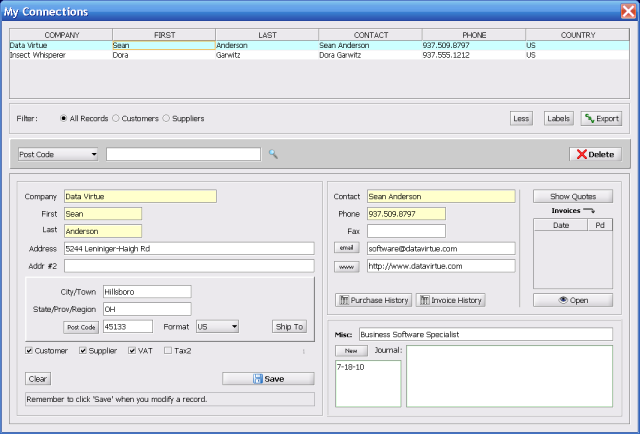 My Connections
COMPANY FIRST LAST CONTACT PHONE COUNTRY
Data Virtue Sean Anderson Sean Anderson 937.509.8797 US
Insect Whisperer Dora Garwitz Dora Garwitz 937.555.1212 US
Filter: All Records Customers Suppliers Less Labels Export
Post Code Delete
Company Data Virtue
First Sean
Last Anderson
Address 5244 Leniniger-Haigh Rd
Addr #2
City/Town Hillsboro
State/Prov/Region OH
Post Code 45133 Format US Ship To
Customer Supplier VAT Tax2
Clear Save
Remember to click 'Save' when you modify a record.
Contact Sean Anderson
Phone 937.509.8797
Fax
email software@datavirtue.com
www http://www.datavirtue.com
Purchase History Invoice History
Show Quotes
Invoices
Date Pd
Open
Misc: Business Software Specialist
New Journal:
7-18-10